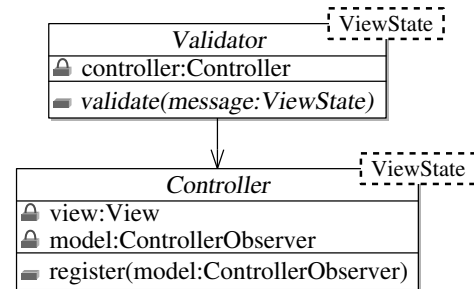 ViewState
Validator
controller:Controller
validate(message:ViewState)
ViewState
Controller
view:View
model:ControllerObserver
register(model:ControllerObserver)